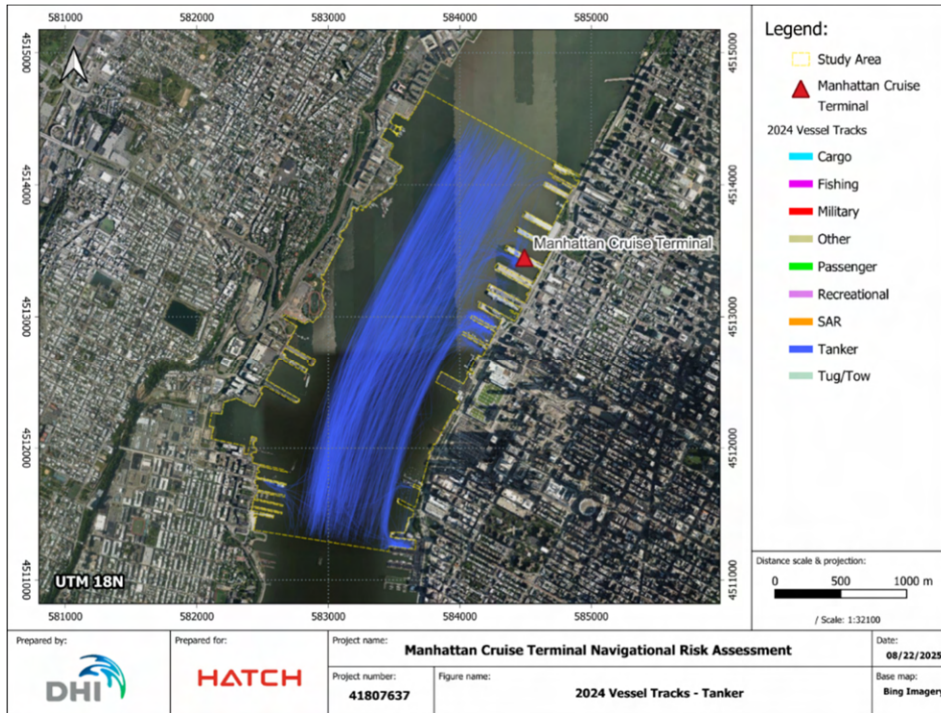 581000 582000 583000 584000 585000
4515000 4515000
4514000 4514000
4513000 4513000
4512000 4512000
4511000 4511000
Manhattan Cruise Terminal
UTM 18N
581000 582000 583000 584000 585000
Legend:
Study Area
Manhattan Cruise
Terminal
2024 Vessel Tracks
Cargo
Fishing
Military
Other
Passenger
Recreational
SAR
Tanker
Tug/Tow
Distance scale & projection:
0 500 1000 m
/ Scale: 1:32100
Prepared by:
DHI
Prepared for:
HATCH
Project name:
Manhattan Cruise Terminal Navigational Risk Assessment
Date:
08/22/2025
Project number:
41807637
Figure name:
2024 Vessel Tracks - Tanker
Base map:
Bing Imagery